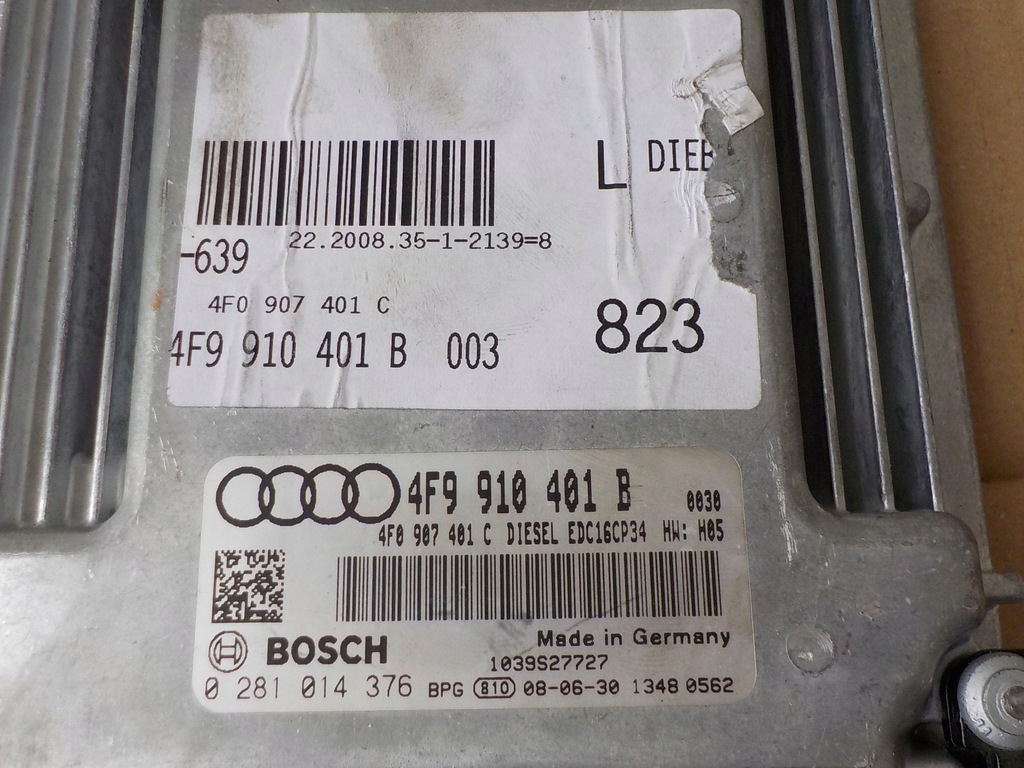 L DIE
22.2008.35-1-2139=8
-639
4F0 907 401 C
823
4F9 910 401 B 003
4F9 910 401 B 0030
4F0 907 401 C DIESEL EDC16CP34 HW: H05
BOSCH
Made in Germany
1039S27727
0 281 014 376 BPG 810 08-06-30 1348 0562